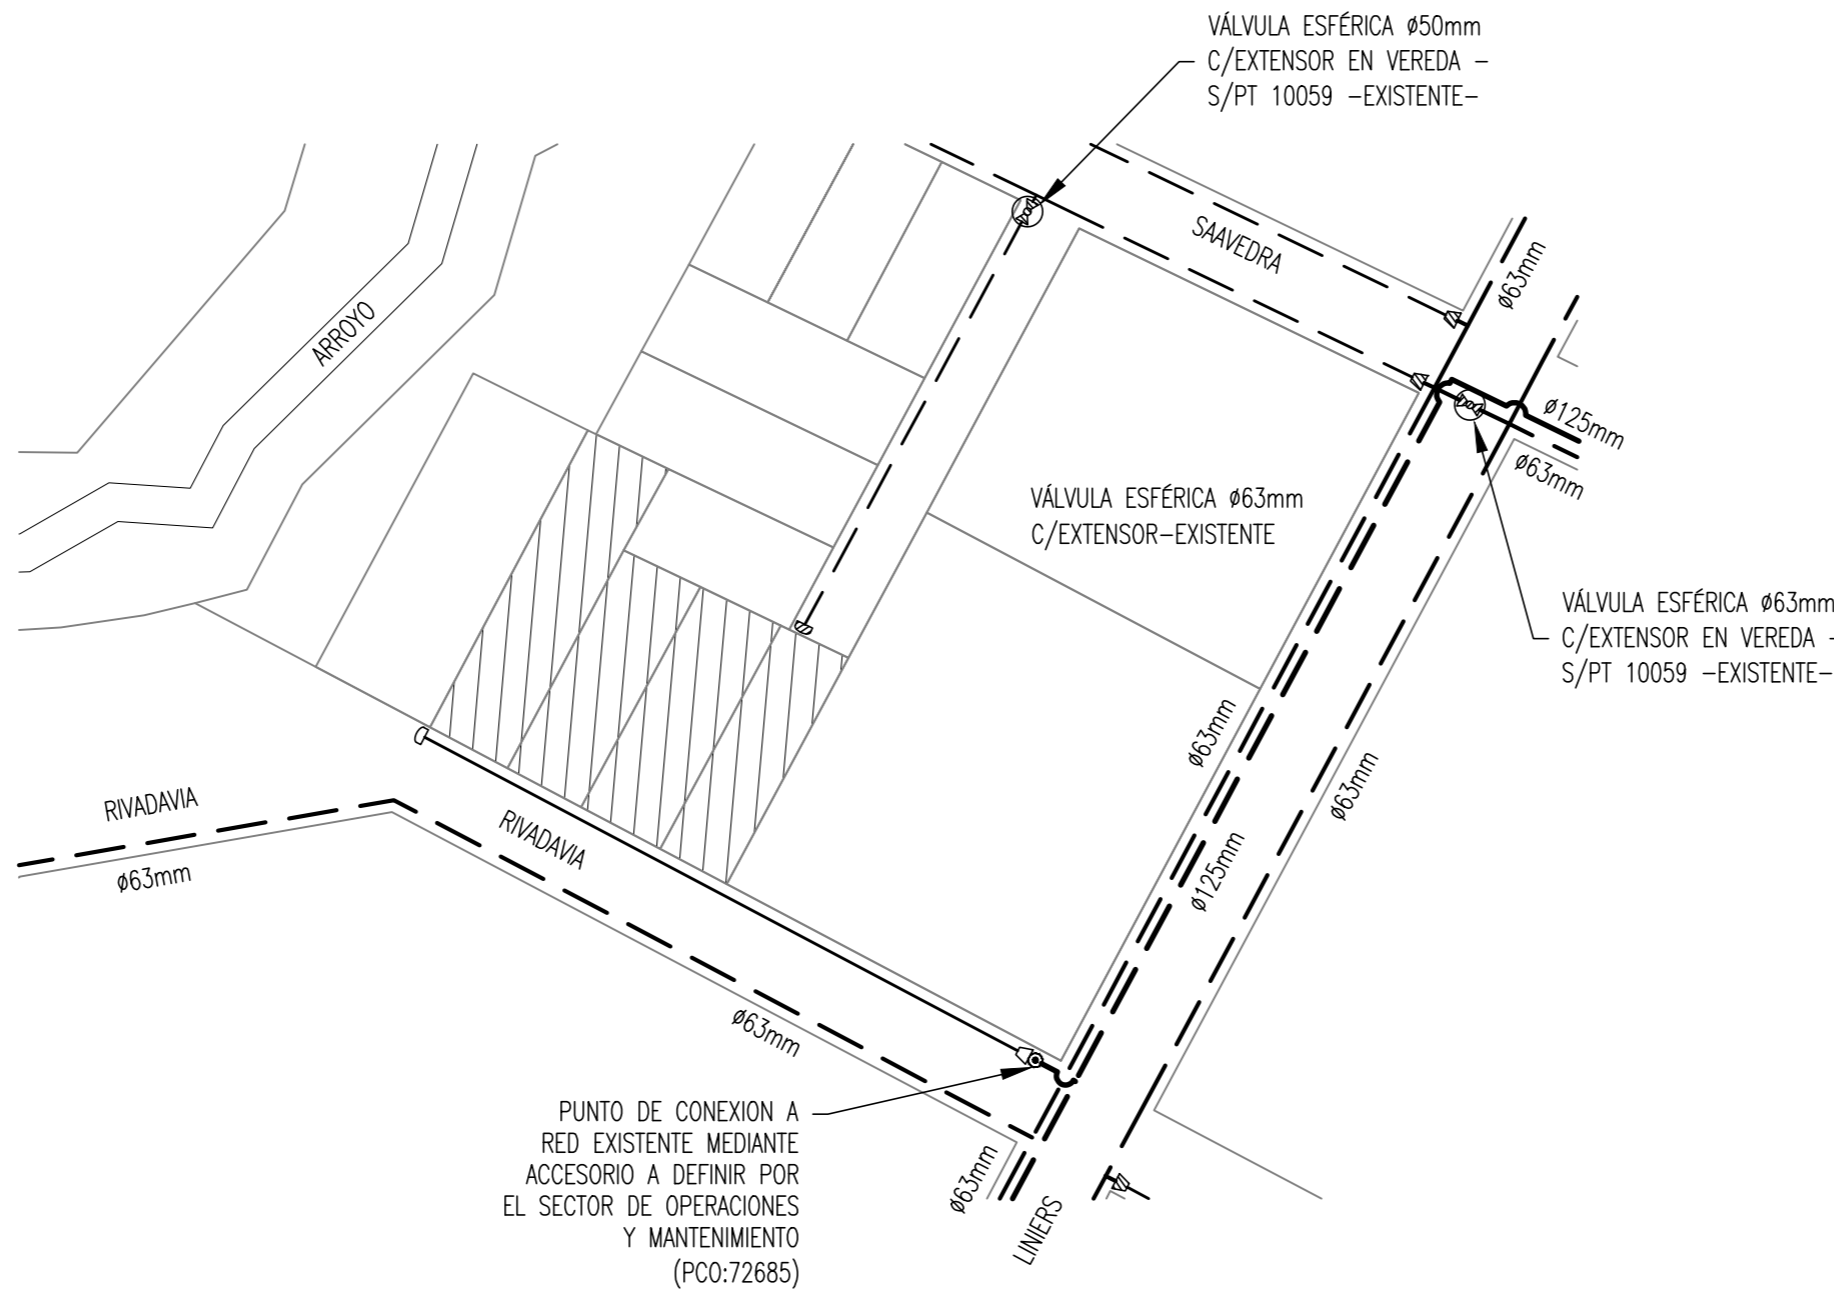 VÁLVULA ESFÉRICA ø50mm
C/EXTENSOR EN VEREDA –
S/PT 10059 –EXISTENTE–
SAAVEDRA
ø63mm
ARROYO
ø125mm
ø63mm
VÁLVULA ESFÉRICA ø63mm
C/EXTENSOR–EXISTENTE
VÁLVULA ESFÉRICA ø63mm
C/EXTENSOR EN VEREDA –
S/PT 10059 –EXISTENTE–
ø63mm
ø63mm
RIVADAVIA
RIVADAVIA
ø63mm
ø125mm
ø63mm
PUNTO DE CONEXION A
RED EXISTENTE MEDIANTE
ACCESORIO A DEFINIR POR
EL SECTOR DE OPERACIONES
Y MANTENIMIENTO
(PCO:72685)
ø63mm
LINIERS